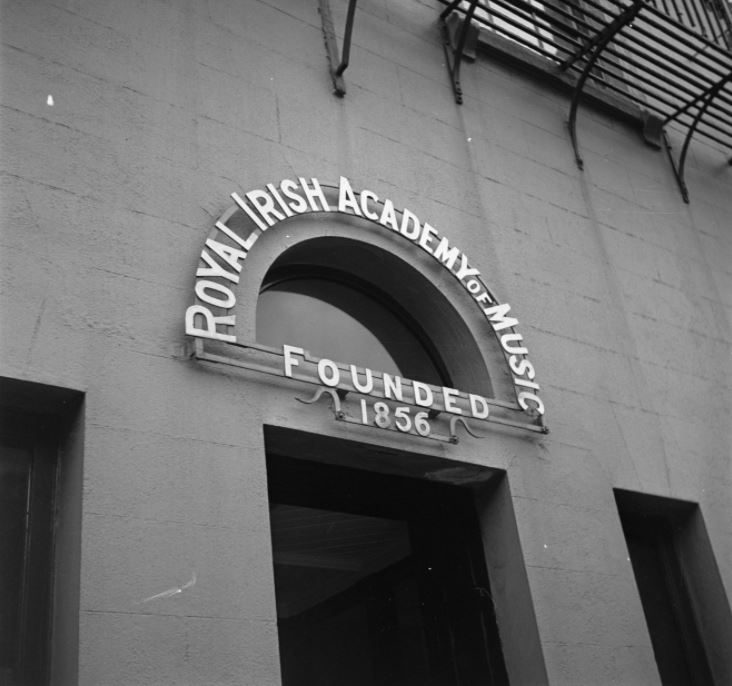 ROYAL IRISH ACADEMY OF MUSIC
FOUNDED
1856